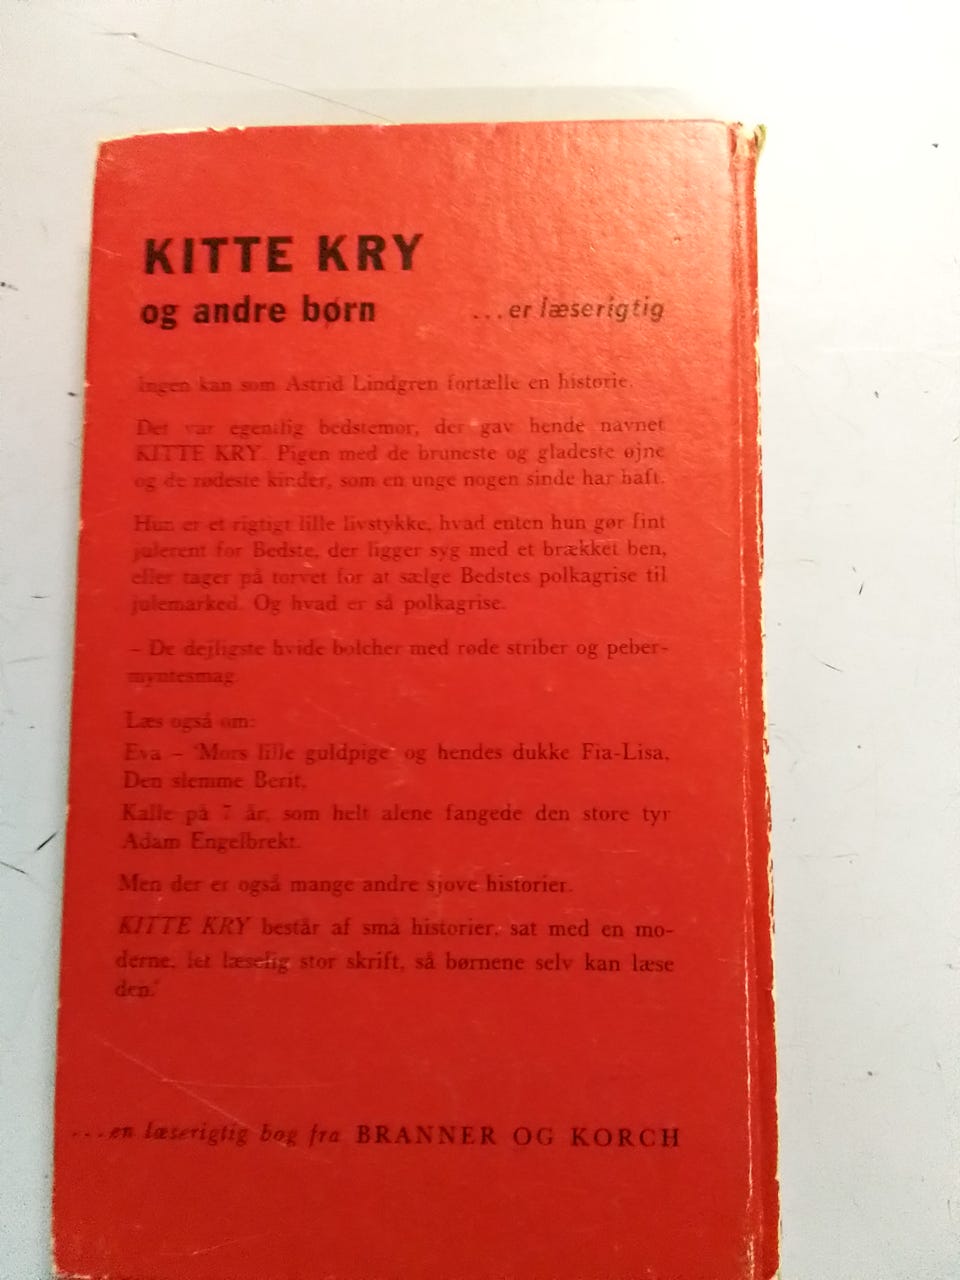 KITTE KRY
og andre børn ...er læserigtig
Ingen kan som Astrid Lindgren fortælle en historie.
Det var egentlig bedstemor, der gav hende navnet
KITTE KRY. Pigen med de bruneste og gladeste øjne
og de rødeste kinder, som en unge nogen sinde har haft.
Hun er et rigtigt lille livstykke, hvad enten hun gør fint
julerent for Bedste, der ligger syg med et brækket ben,
eller tager på torvet for at sælge Bedstes polkagrise til
julemarked. Og hvad er så polkagrise.
– De dejligste hvide bolcher med røde striber og peber-
myntesmag.
Læs også om:
Eva – 'Mors lille guldpige' og hendes dukke Fia-Lisa,
Den slemme Berit,
Kalle på 7 år, som helt alene fangede den store tyr
Adam Engelbrekt.
Men der er også mange andre sjove historier.
KITTE KRY består af små historier, sat med en mo-
derne, let læselig stor skrift, så børnene selv kan læse
den.'
...en læserigtig bog fra BRANNER OG KORCH